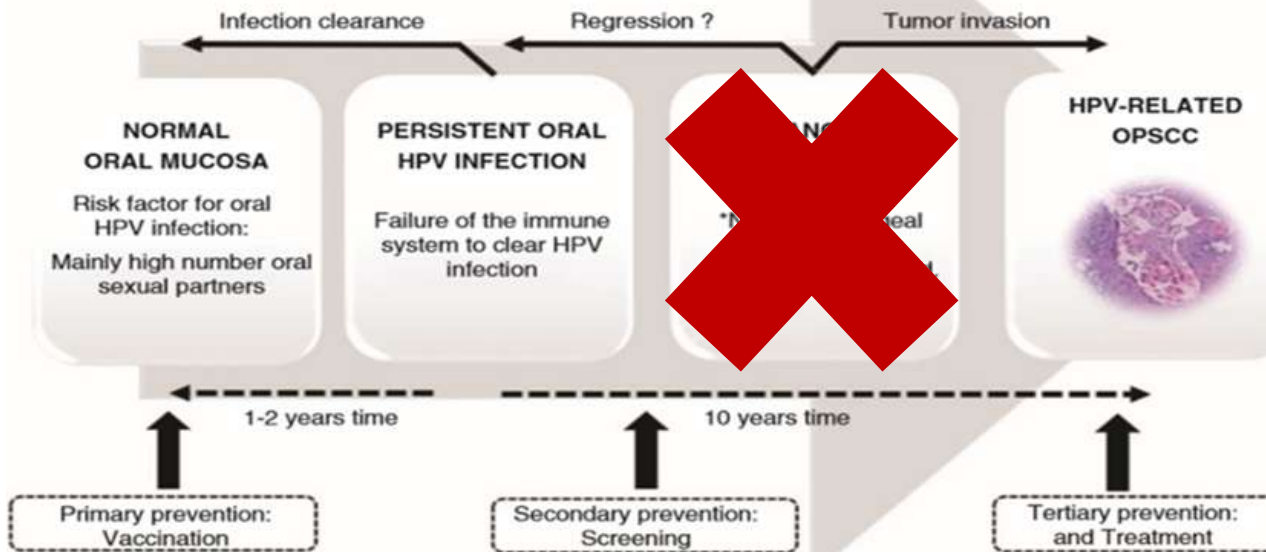 Infection clearance
Regression ?
Tumor invasion
NORMAL
ORAL MUCOSA
Risk factor for oral
HPV infection:
Mainly high number oral
sexual partners
PERSISTENT ORAL
HPV INFECTION
Failure of the immune
system to clear HPV
infection
HPV-RELATED
OPSCC
1-2 years time
10 years time
Primary prevention:
Vaccination
Secondary prevention:
Screening
Tertiary prevention:
and Treatment